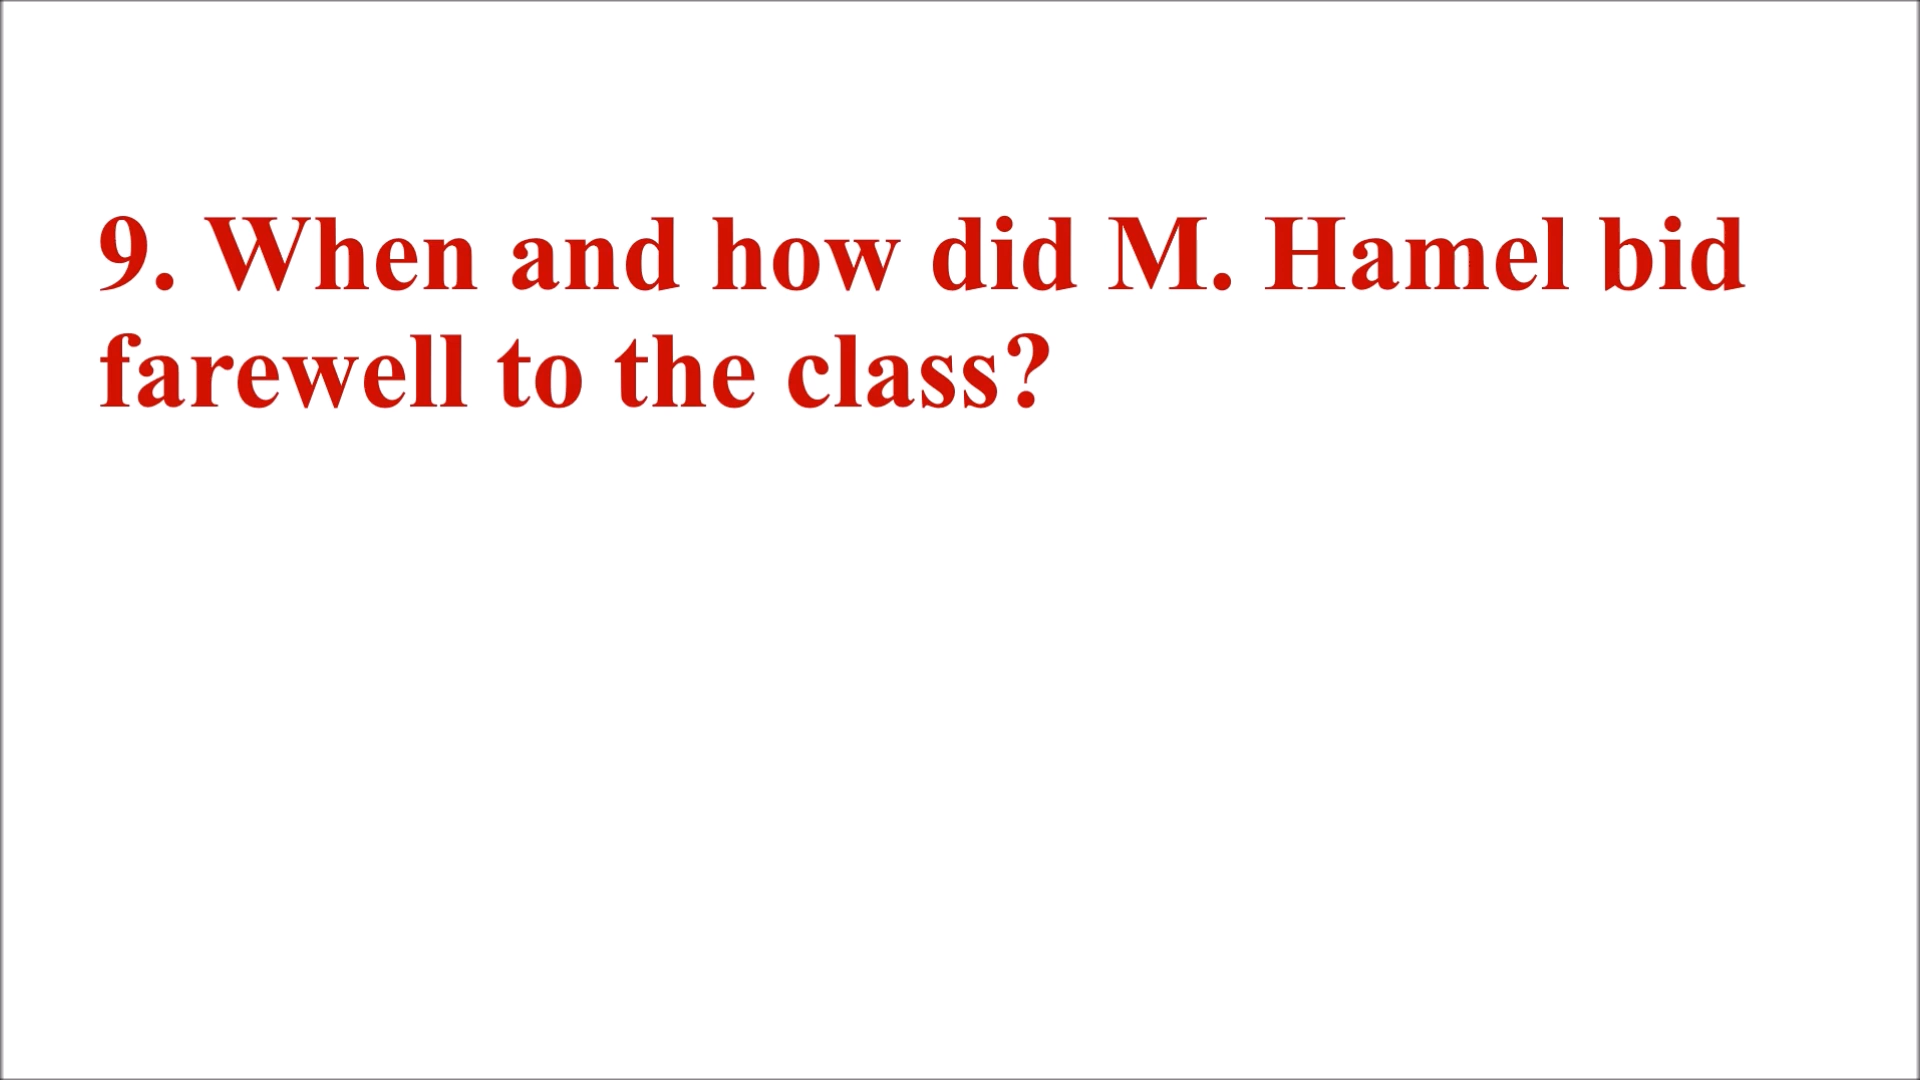 9. When and how did M. Hamel bid
farewell to the class?